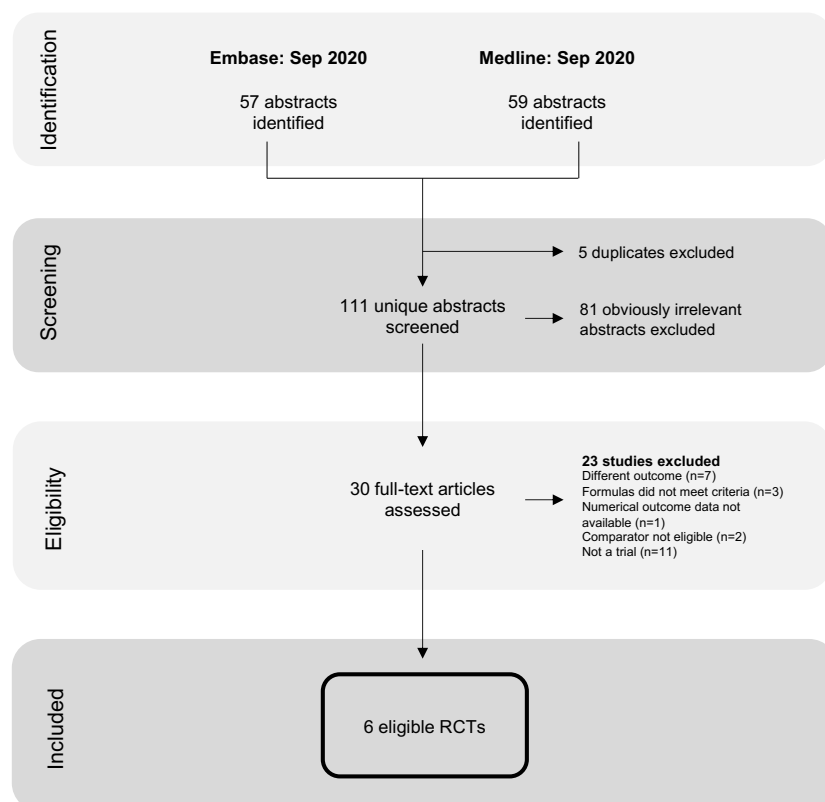 Identification
Embase: Sep 2020
57 abstracts
identified
Medline: Sep 2020
59 abstracts
identified
Screening
5 duplicates excluded
111 unique abstracts
screened
81 obviously irrelevant
abstracts excluded
Eligibility
30 full-text articles
assessed
23 studies excluded
Different outcome (n=7)
Formulas did not meet criteria (n=3)
Numerical outcome data not
available (n=1)
Comparator not eligible (n=2)
Not a trial (n=11)
Included
6 eligible RCTs